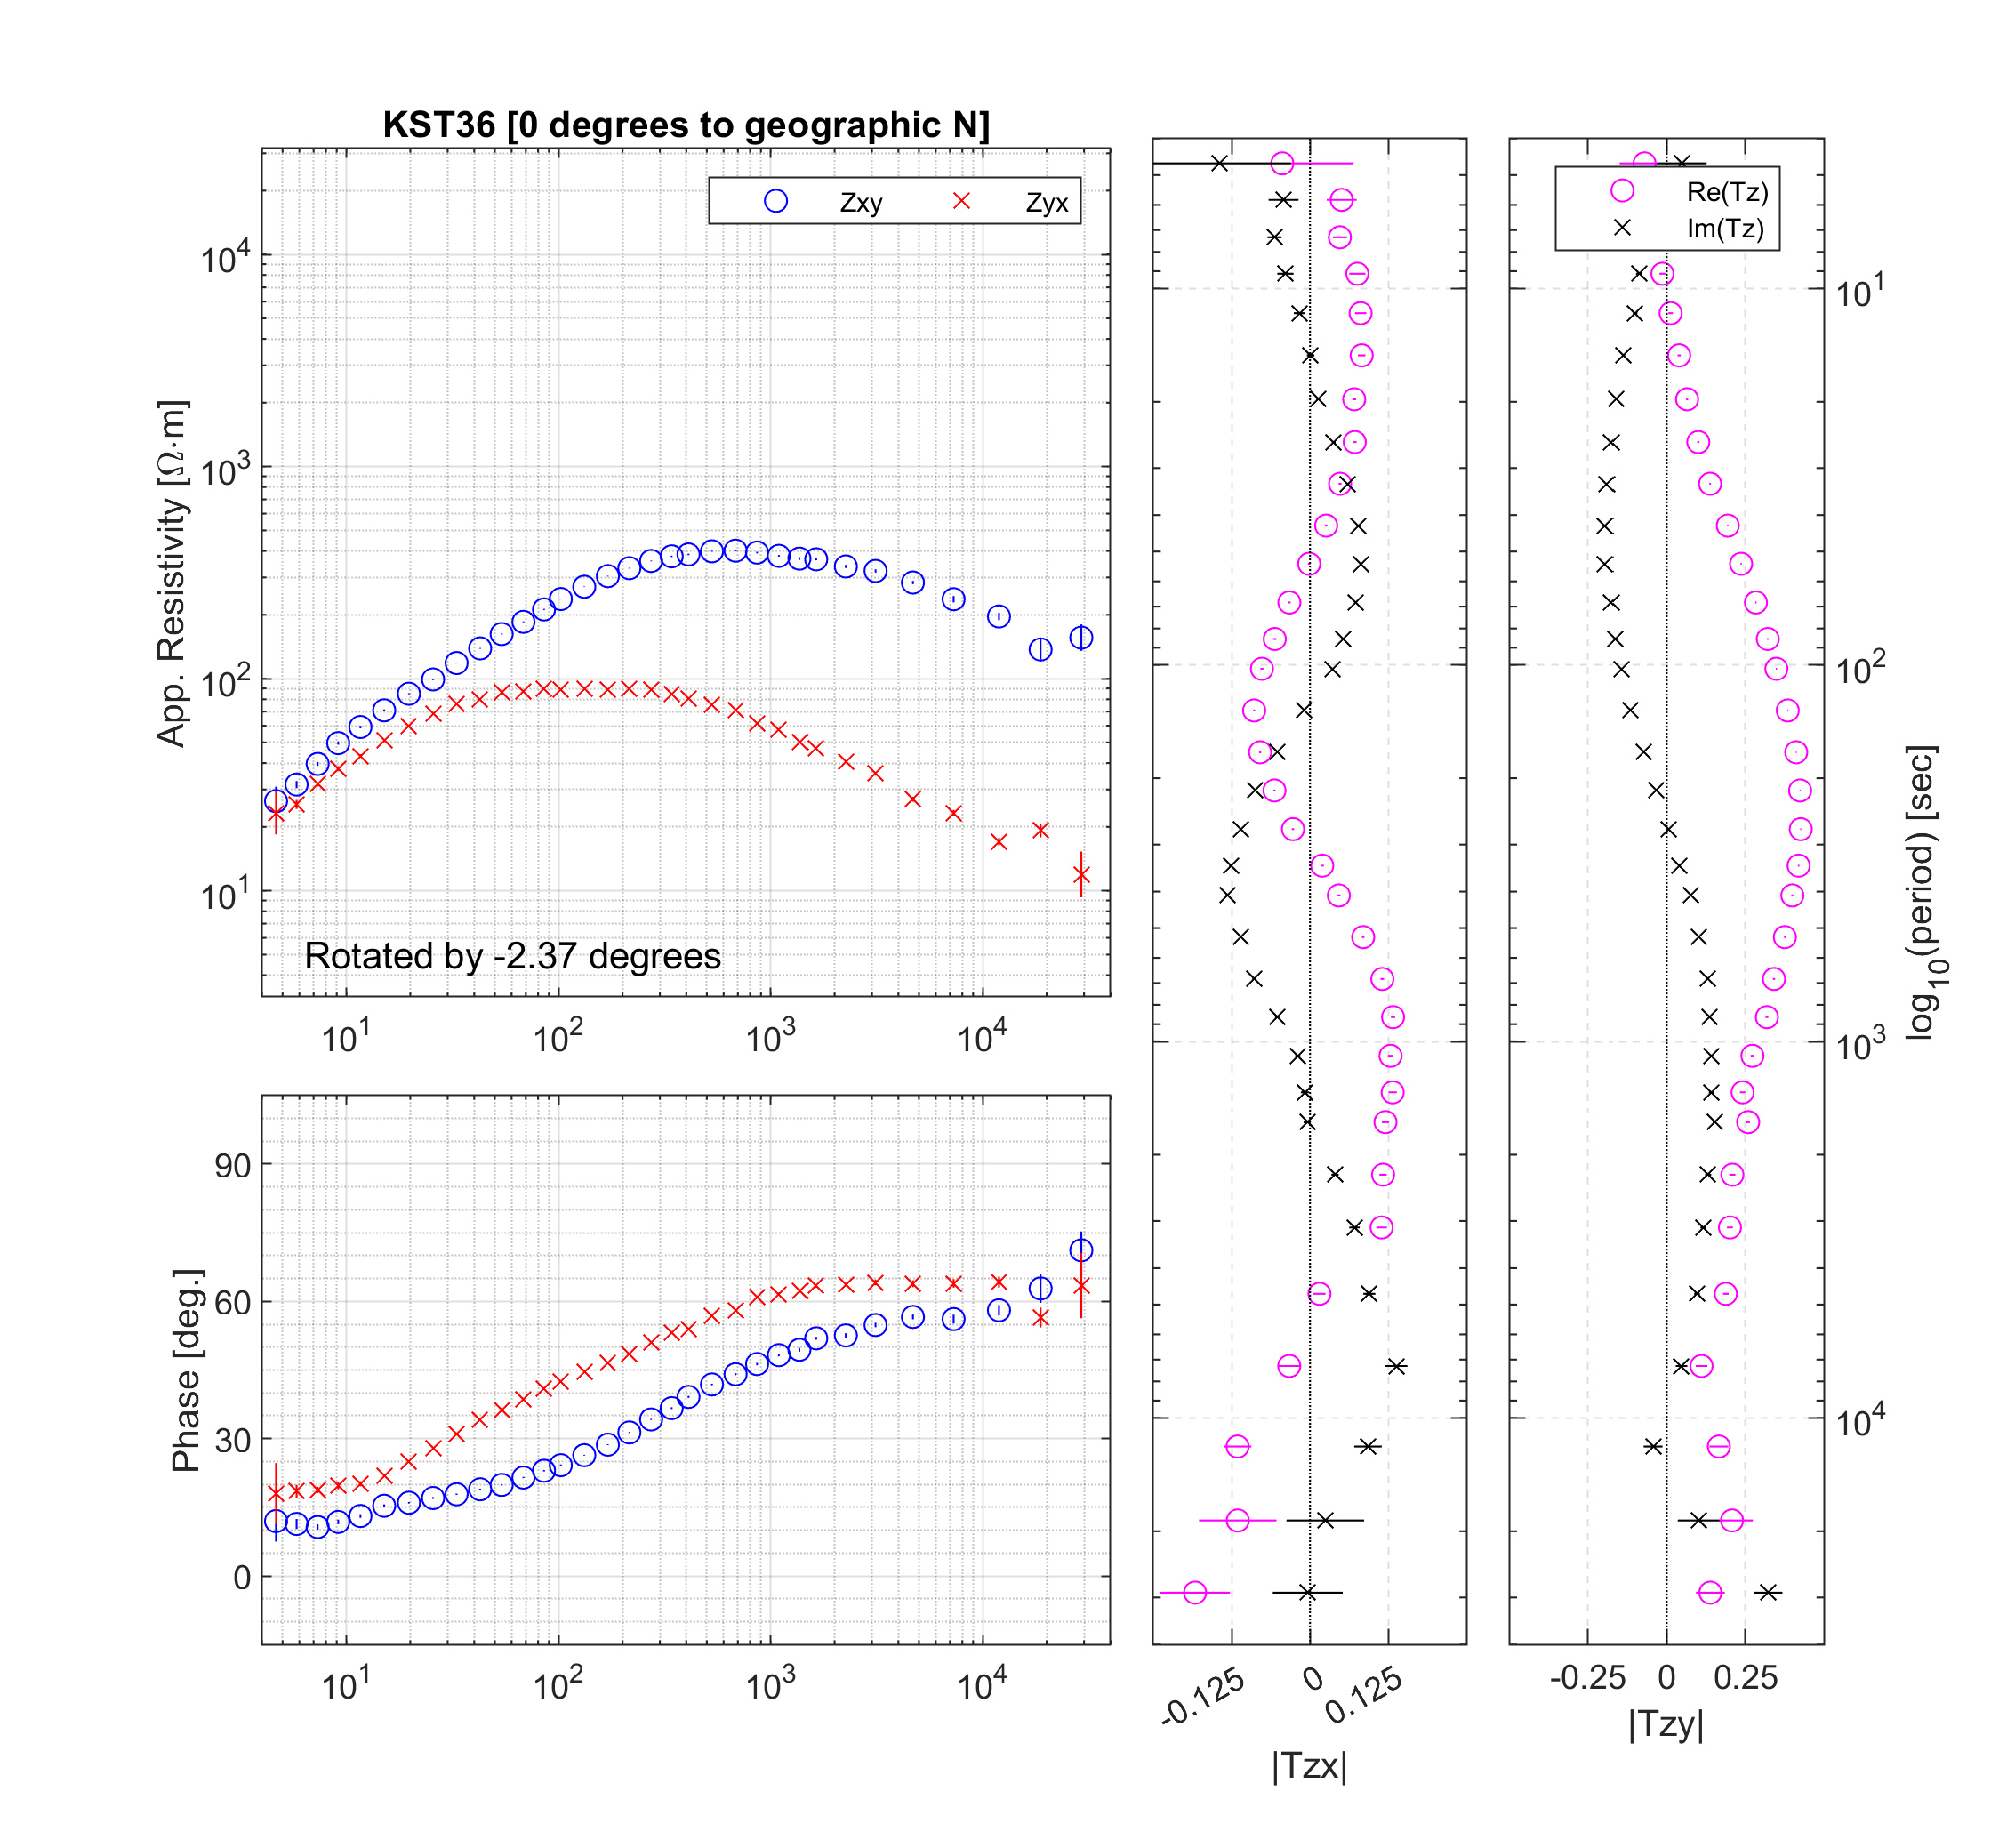 KST36 [0 degrees to geographic N]
Zxy Zyx
App. Resistivity [Ω·m]
10^4
10^3
10^2
10^1
Rotated by -2.37 degrees
10^1 10^2 10^3 10^4
Phase [deg.]
90
60
30
0
10^1 10^2 10^3 10^4
-0.125 0 0.125
|Tzx|
Re(Tz)
Im(Tz)
10^1
10^2
10^3
10^4
log_10(period) [sec]
-0.25 0 0.25
|Tzy|